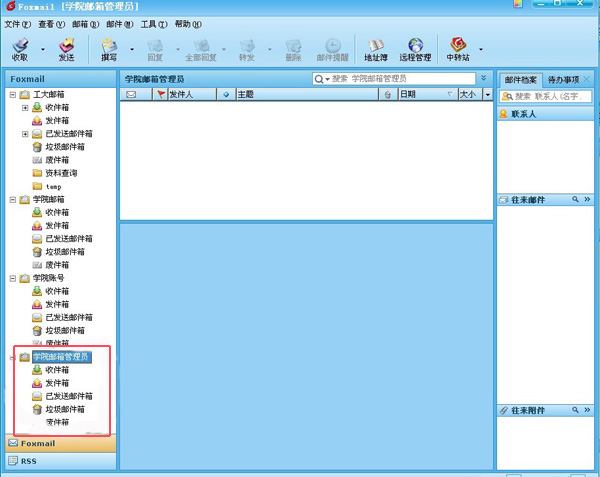 Foxmail [学院邮箱管理员]
文件(F) 查看(V) 邮箱(B) 邮件(M) 工具(T) 帮助(H)
收取 发送 撰写 回复 全部回复 转发 删除 邮件提醒 地址簿 远程管理 中转站
Foxmail
工大邮箱
收件箱
发件箱
已发送邮件箱
垃圾邮件箱
废件箱
资料查询
temp
学院邮箱
收件箱
发件箱
已发送邮件箱
垃圾邮件箱
废件箱
学院账号
收件箱
发件箱
已发送邮件箱
垃圾邮件箱
废件箱
学院邮箱管理员
收件箱
发件箱
已发送邮件箱
垃圾邮件箱
废件箱
Foxmail
RSS
学院邮箱管理员
搜索 学院邮箱管理员
发件人 主题 日期 大小
邮件档案 待办事项
搜索 联系人(名字.
联系人
往来邮件
往来附件